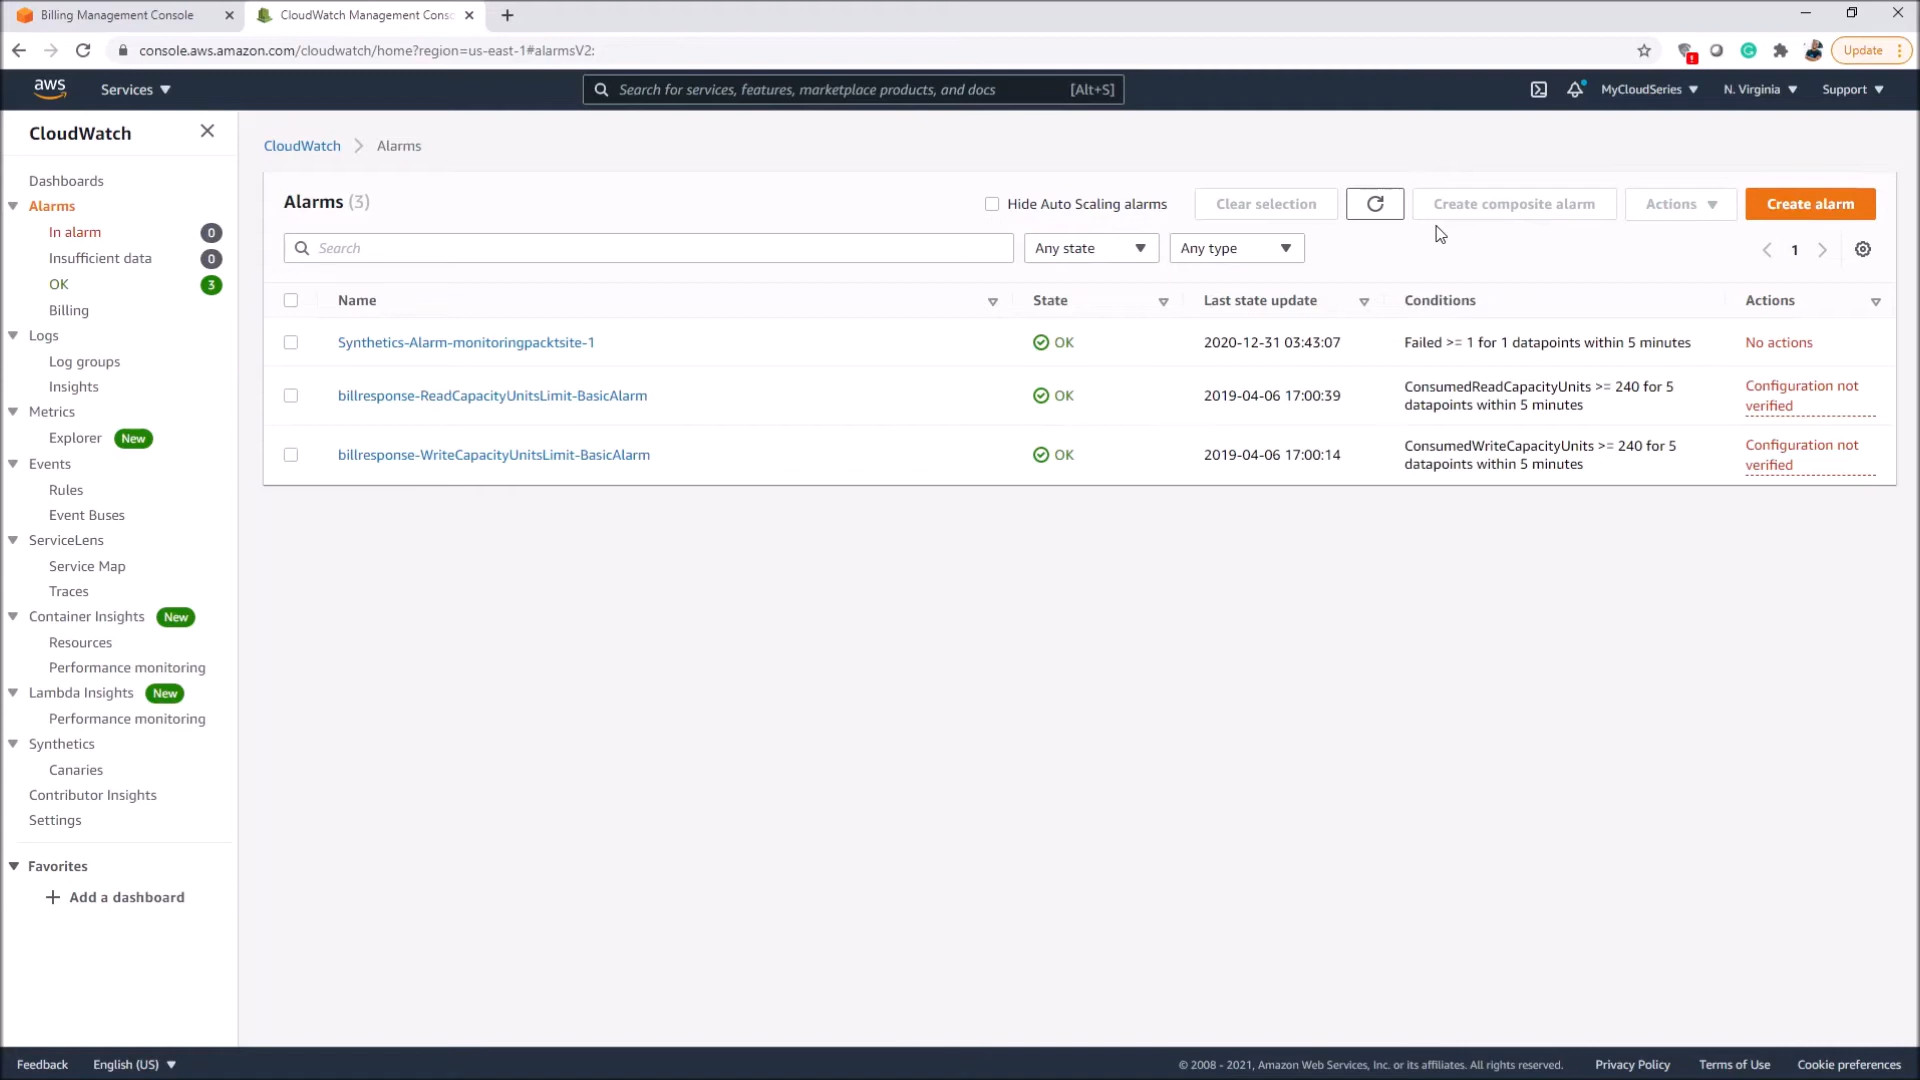 Billing Management Console
CloudWatch Management Conso
console.aws.amazon.com/cloudwatch/home?region=us-east-1#alarmsV2:
Update
aws
Services
Search for services, features, marketplace products, and docs
[Alt+S]
MyCloudSeries
N. Virginia
Support
CloudWatch
Dashboards
Alarms
In alarm 0
Insufficient data 0
OK 3
Billing
Logs
Log groups
Insights
Metrics
Explorer New
Events
Rules
Event Buses
ServiceLens
Service Map
Traces
Container Insights New
Resources
Performance monitoring
Lambda Insights New
Performance monitoring
Synthetics
Canaries
Contributor Insights
Settings
Favorites
Add a dashboard
CloudWatch Alarms
Alarms (3)
Hide Auto Scaling alarms
Clear selection
Create composite alarm
Actions
Create alarm
Search
Any state
Any type
1
Name State Last state update Conditions Actions
Synthetics-Alarm-monitoringpacktsite-1 OK 2020-12-31 03:43:07 Failed >= 1 for 1 datapoints within 5 minutes No actions
billresponse-ReadCapacityUnitsLimit-BasicAlarm OK 2019-04-06 17:00:39
ConsumedReadCapacityUnits >= 240 for 5
datapoints within 5 minutes
Configuration not
verified
billresponse-WriteCapacityUnitsLimit-BasicAlarm OK 2019-04-06 17:00:14
ConsumedWriteCapacityUnits >= 240 for 5
datapoints within 5 minutes
Configuration not
verified
Feedback
English (US)
© 2008 - 2021, Amazon Web Services, Inc. or its affiliates. All rights reserved.
Privacy Policy
Terms of Use
Cookie preferences